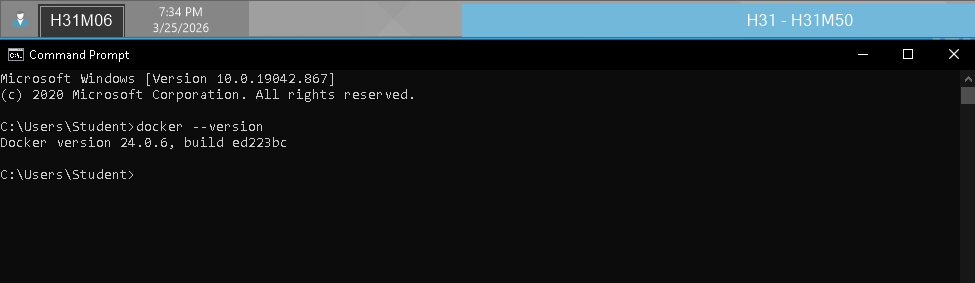 H31M06
7:34 PM
3/25/2026
H31 - H31M50
Command Prompt
Microsoft Windows [Version 10.0.19042.867]
(c) 2020 Microsoft Corporation. All rights reserved.
C:\Users\Student>docker --version
Docker version 24.0.6, build ed223bc
C:\Users\Student>